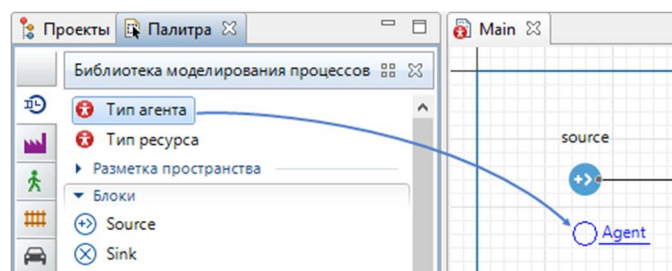 Проекты Палитра Main
Библиотека моделирования процессов
Тип агента
Тип ресурса
source
Разметка пространства
Блоки
Source
Agent
Sink